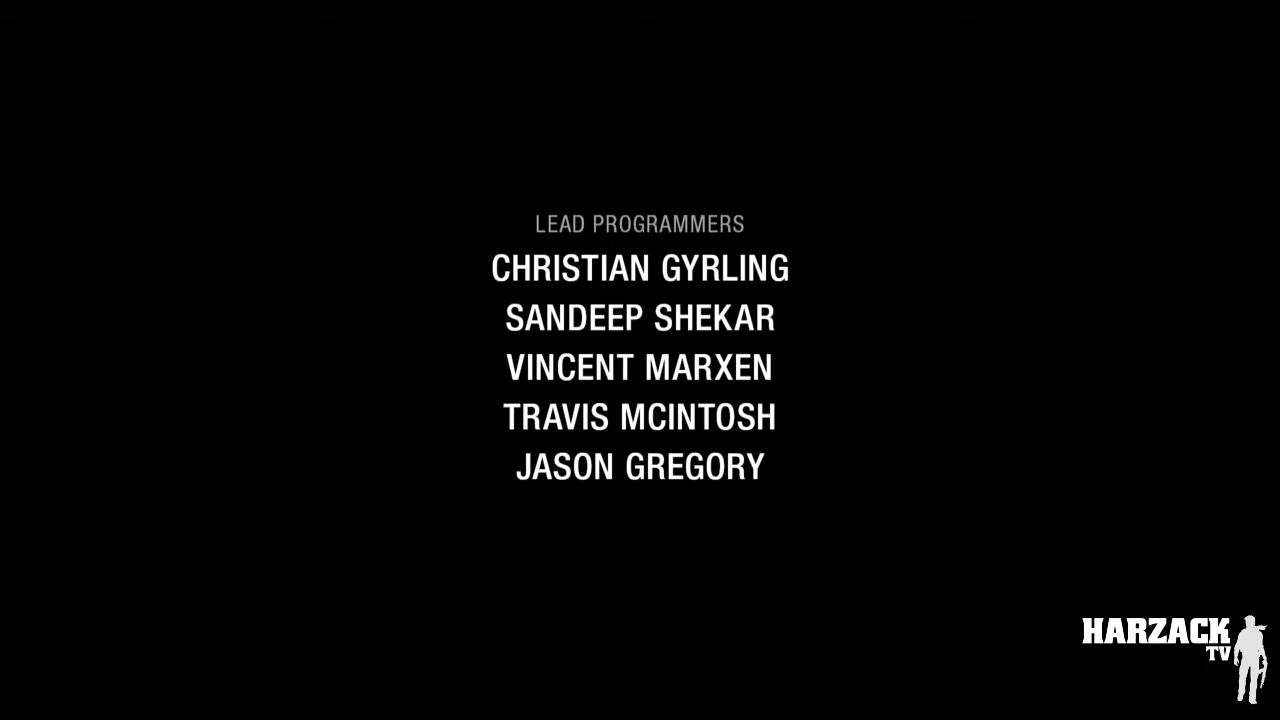 LEAD PROGRAMMERS
CHRISTIAN GYRLING
SANDEEP SHEKAR
VINCENT MARXEN
TRAVIS MCINTOSH
JASON GREGORY
HARZACK
TV